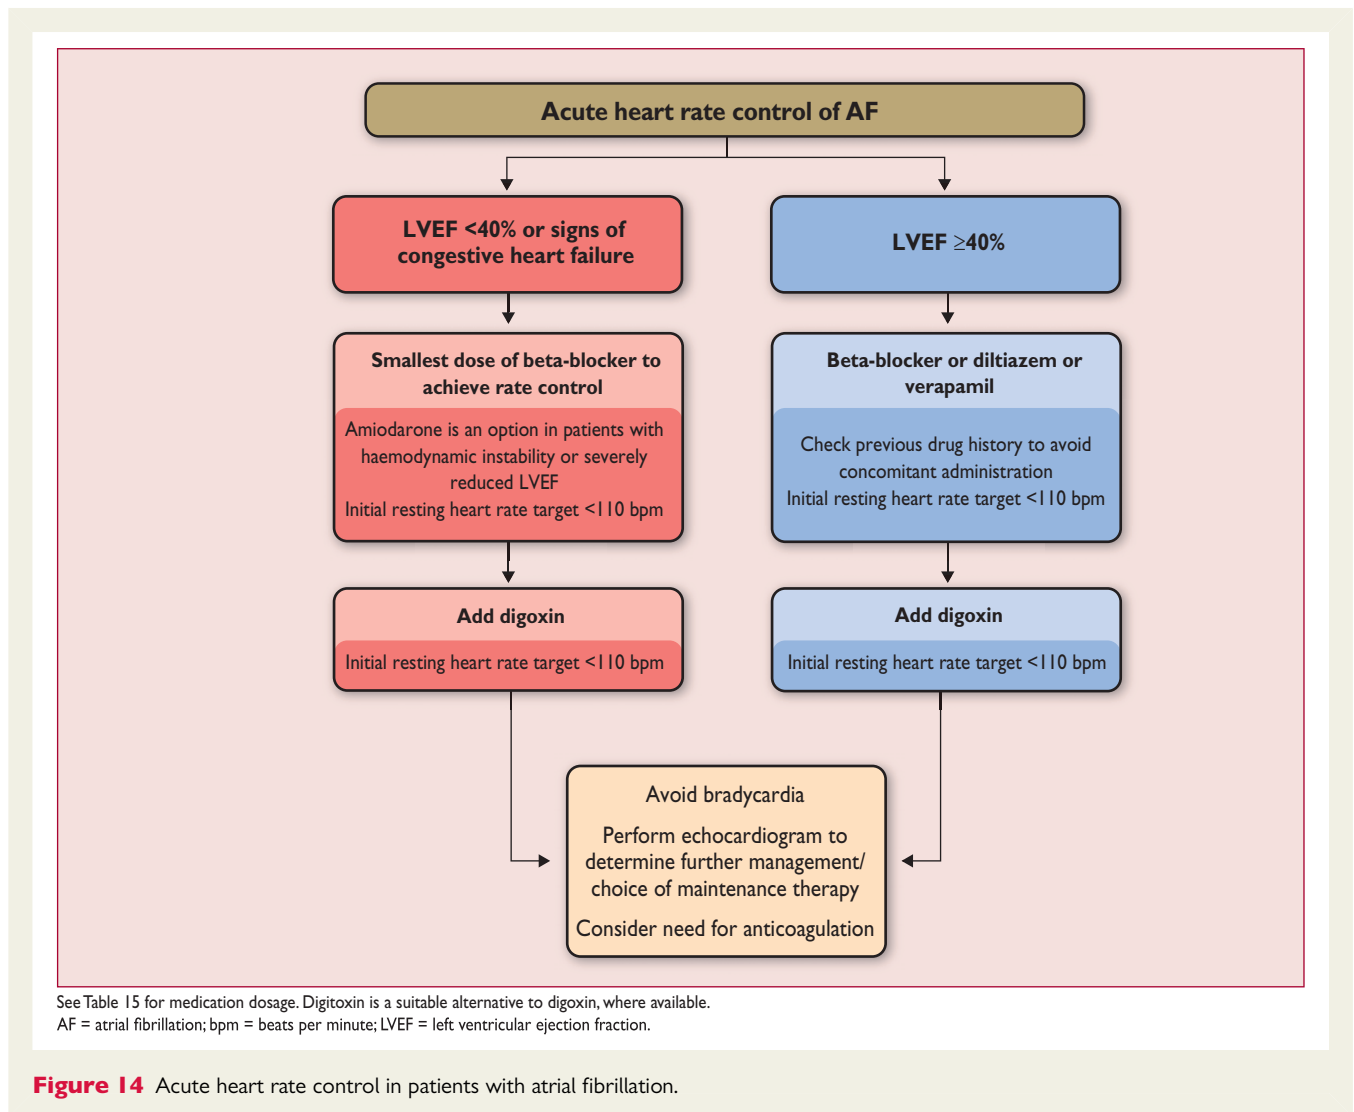 Acute heart rate control of AF
LVEF <40% or signs of
congestive heart failure
LVEF ≥40%
Smallest dose of beta-blocker to
achieve rate control
Amiodarone is an option in patients with
haemodynamic instability or severely
reduced LVEF
Initial resting heart rate target <110 bpm
Beta-blocker or diltiazem or
verapamil
Check previous drug history to avoid
concomitant administration
Initial resting heart rate target <110 bpm
Add digoxin
Initial resting heart rate target <110 bpm
Add digoxin
Initial resting heart rate target <110 bpm
Avoid bradycardia
Perform echocardiogram to
determine further management/
choice of maintenance therapy
Consider need for anticoagulation
See Table 15 for medication dosage. Digitoxin is a suitable alternative to digoxin, where available.
AF = atrial fibrillation; bpm = beats per minute; LVEF = left ventricular ejection fraction.
Figure 14 Acute heart rate control in patients with atrial fibrillation.